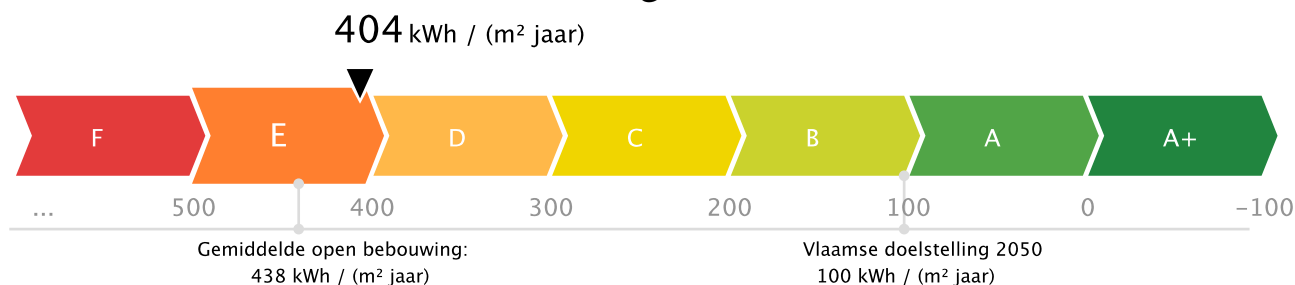 404 kWh / (m² jaar)
F E D C B A A+
... 500 400 300 200 100 0 −100
Gemiddelde open bebouwing:
438 kWh / (m² jaar)
Vlaamse doelstelling 2050
100 kWh / (m² jaar)